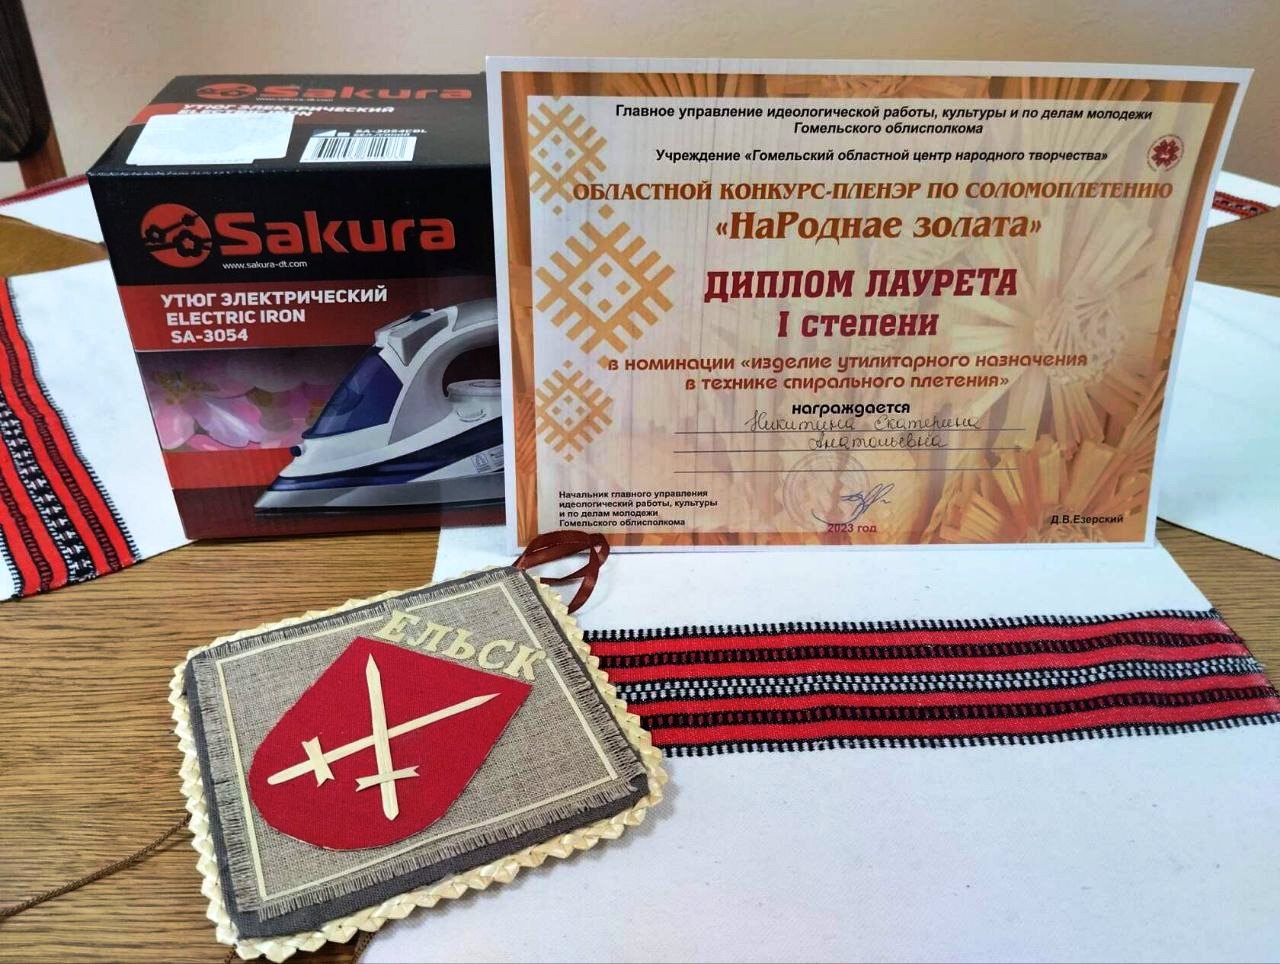 Sakura
УТЮГ ЭЛЕКТРИЧЕСКИЙ
ELECTRIC IRON
Sakura
www.sakura-dt.com
УТЮГ ЭЛЕКТРИЧЕСКИЙ
ELECTRIC IRON
SA-3054
Главное управление идеологической работы, культуры и по делам молодежи
Гомельского облисполкома
Учреждение «Гомельский областной центр народного творчества»
ОБЛАСТНОЙ КОНКУРС-ПЛЕНЭР ПО СОЛОМОПЛЕТЕНИЮ
«НаРоднае золата»
ДИПЛОМ ЛАУРЕТА
I степени
в номинации «изделие утилитарного назначения
в технике спирального плетения»
награждается
Никитина Екатерина
Анатольевна
Начальник главного управления
идеологической работы, культуры
и по делам молодежи
Гомельского облисполкома
Д.В.Езерский
2023 год
ЕЛЬСК